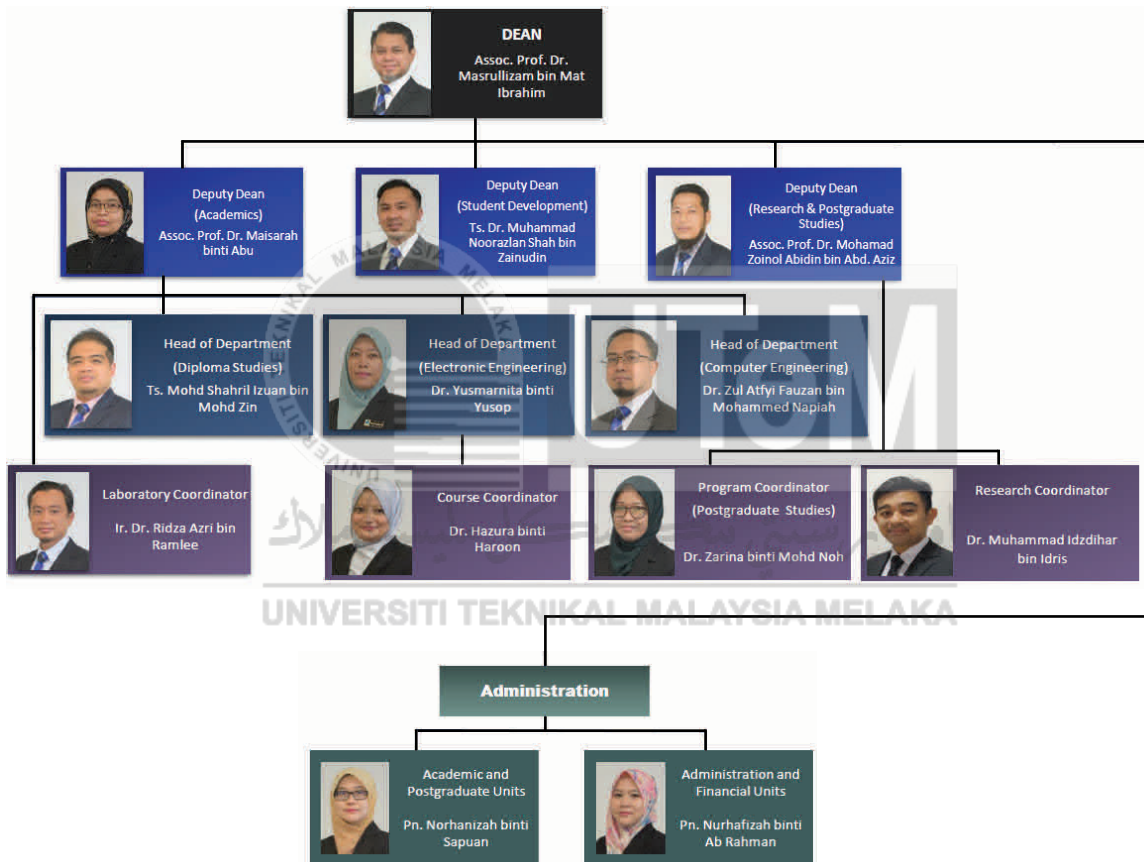 DEAN
Assoc. Prof. Dr.
Masrullizam bin Mat
Ibrahim
Deputy Dean
(Academics)
Assoc. Prof. Dr. Maisarah
binti Abu
Deputy Dean
(Student Development)
Ts. Dr. Muhammad
Noorazlan Shah bin
Zainudin
Deputy Dean
(Research & Postgraduate
Studies)
Assoc. Prof. Dr. Mohamad
Zoinol Abidin bin Abd. Aziz
Head of Department
(Diploma Studies)
Ts. Mohd Shahril Izuan bin
Mohd Zin
Head of Department
(Electronic Engineering)
Dr. Yusmarnita binti
Yusop
Head of Department
(Computer Engineering)
Dr. Zul Atfyi Fauzan bin
Mohammed Napiah
UNIVERSITI TEKNIKAL MALAYSIA MELAKA
UTeM
Laboratory Coordinator
Ir. Dr. Ridza Azri bin
Ramlee
Course Coordinator
Dr. Hazura binti
Haroon
Program Coordinator
(Postgraduate Studies)
Dr. Zarina binti Mohd Noh
Research Coordinator
Dr. Muhammad Idzdihar
bin Idris
UNIVERSITI TEKNIKAL MALAYSIA MELAKA
Administration
Academic and
Postgraduate Units
Pn. Norhanizah binti
Sapuan
Administration and
Financial Units
Pn. Nurhafizah binti
Ab Rahman